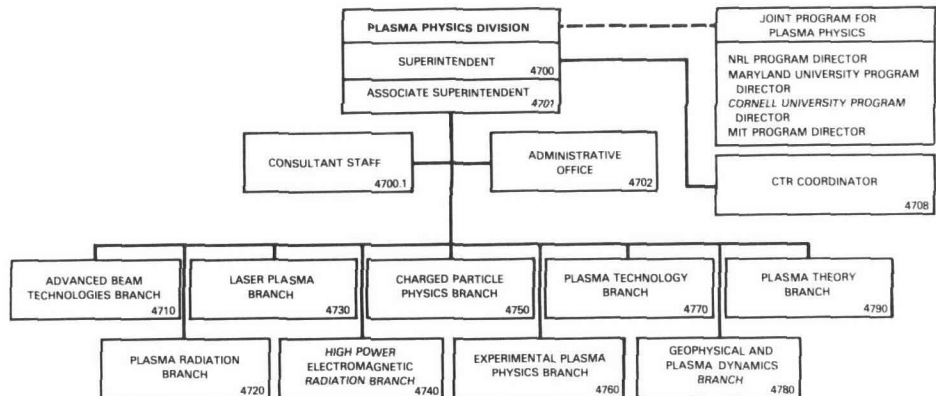 PLASMA PHYSICS DIVISION
SUPERINTENDENT
4700
ASSOCIATE SUPERINTENDENT
4701
JOINT PROGRAM FOR
PLASMA PHYSICS
NRL PROGRAM DIRECTOR
MARYLAND UNIVERSITY PROGRAM
DIRECTOR
CORNELL UNIVERSITY PROGRAM
DIRECTOR
MIT PROGRAM DIRECTOR
CONSULTANT STAFF
4700.1
ADMINISTRATIVE
OFFICE
4702
CTR COORDINATOR
4708
ADVANCED BEAM
TECHNOLOGIES BRANCH
4710
LASER PLASMA
BRANCH
4730
CHARGED PARTICLE
PHYSICS BRANCH
4750
PLASMA TECHNOLOGY
BRANCH
4770
PLASMA THEORY
BRANCH
4790
PLASMA RADIATION
BRANCH
4720
HIGH POWER
ELECTROMAGNETIC
RADIATION BRANCH
4740
EXPERIMENTAL PLASMA
PHYSICS BRANCH
4760
GEOPHYSICAL AND
PLASMA DYNAMICS
BRANCH
4780